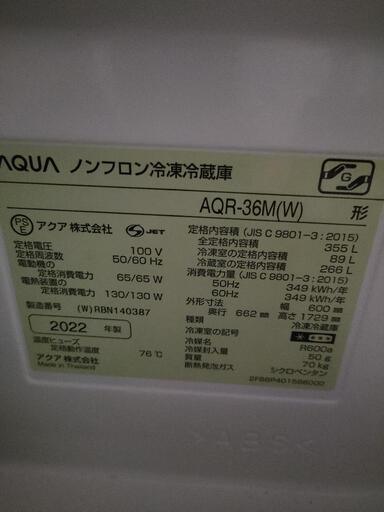 AQUA ノンフロン冷凍冷蔵庫
G
AQR-36M(W) 形
PS
E
アクア株式会社
JET
定格電圧 100 V
定格周波数 50/60 Hz
電動機の
定格消費電力 65/65 W
電熱装置の
定格消費電力 130/130 W
製造番号
(W)RBN140387
2022 年製
温度ヒューズ
定格動作温度 76℃
アクア 株式会社
Made in Thailand
定格内容積 (JIS C 9801-3 : 2015)
全定格内容積 355 L
冷凍室の定格内容積 89 L
冷蔵室の定格内容積 266 L
消費電力量 (JIS C 9801-3 : 2015)
50Hz 349 kWh/年
60Hz 349 kWh/年
外形寸法 幅 600 mm
奥行 662 mm 高さ 1729 mm
種類 冷凍冷蔵庫
冷凍室の記号
冷媒名 R600a
冷媒封入量 50 g
質量 70 kg
断熱発泡ガス シクロペンタン